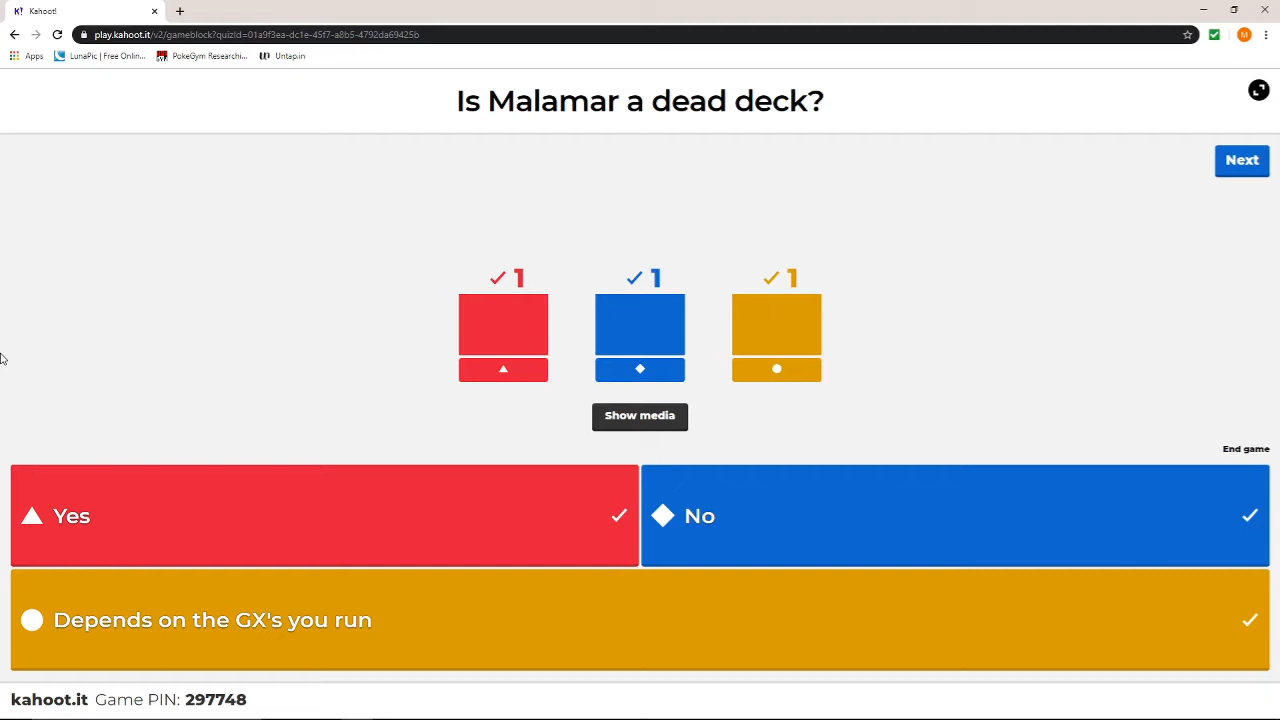 K! Kahoot!
play.kahoot.it/v2/gameblock?quizId=01a9f3ea-dc1e-45f7-a8b5-4792da69425b
M
Apps LunaPic | Free Onlin... PokeGym Researchi... Untap.in
Is Malamar a dead deck?
Next
1 1 1
Show media
End game
Yes
No
Depends on the GX's you run
kahoot.it Game PIN: 297748